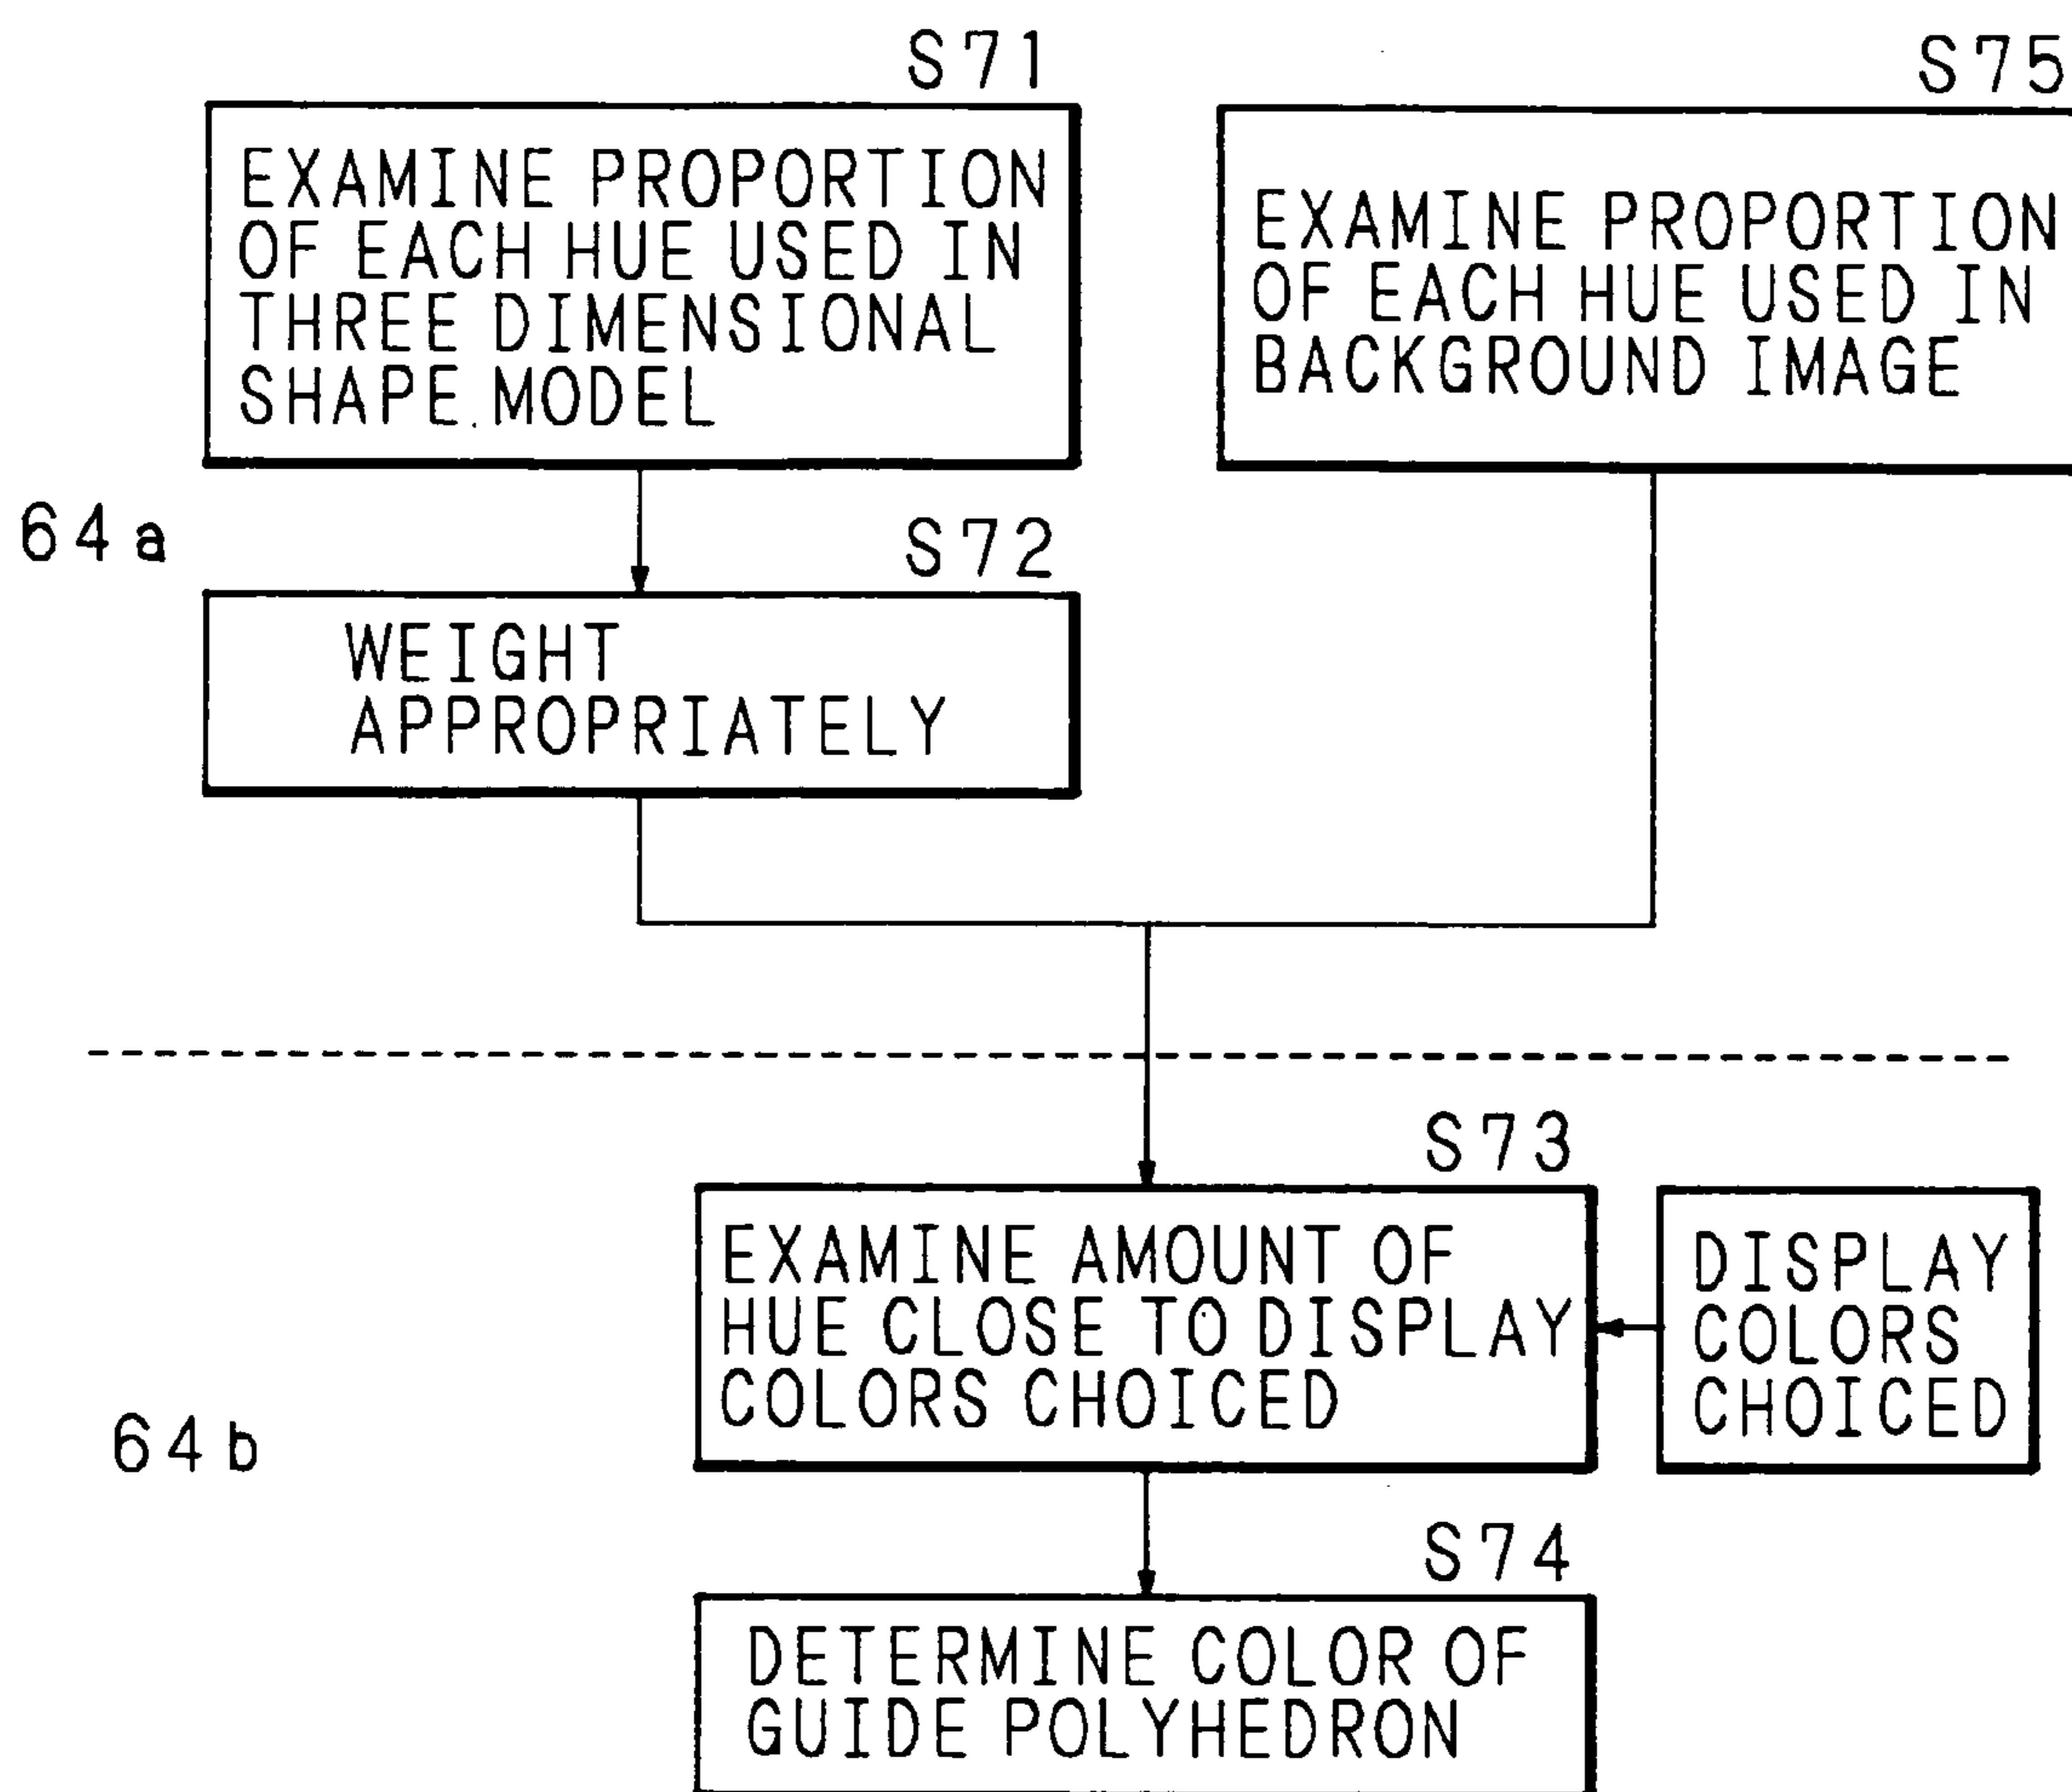 S71
EXAMINE PROPORTION
OF EACH HUE USED IN
THREE DIMENSIONAL
SHAPE MODEL
S75
EXAMINE PROPORTION
OF EACH HUE USED IN
BACKGROUND IMAGE
64a
S72
WEIGHT
APPROPRIATELY
S73
EXAMINE AMOUNT OF
HUE CLOSE TO DISPLAY
COLORS CHOICED
DISPLAY
COLORS
CHOICED
64b
S74
DETERMINE COLOR OF
GUIDE POLYHEDRON